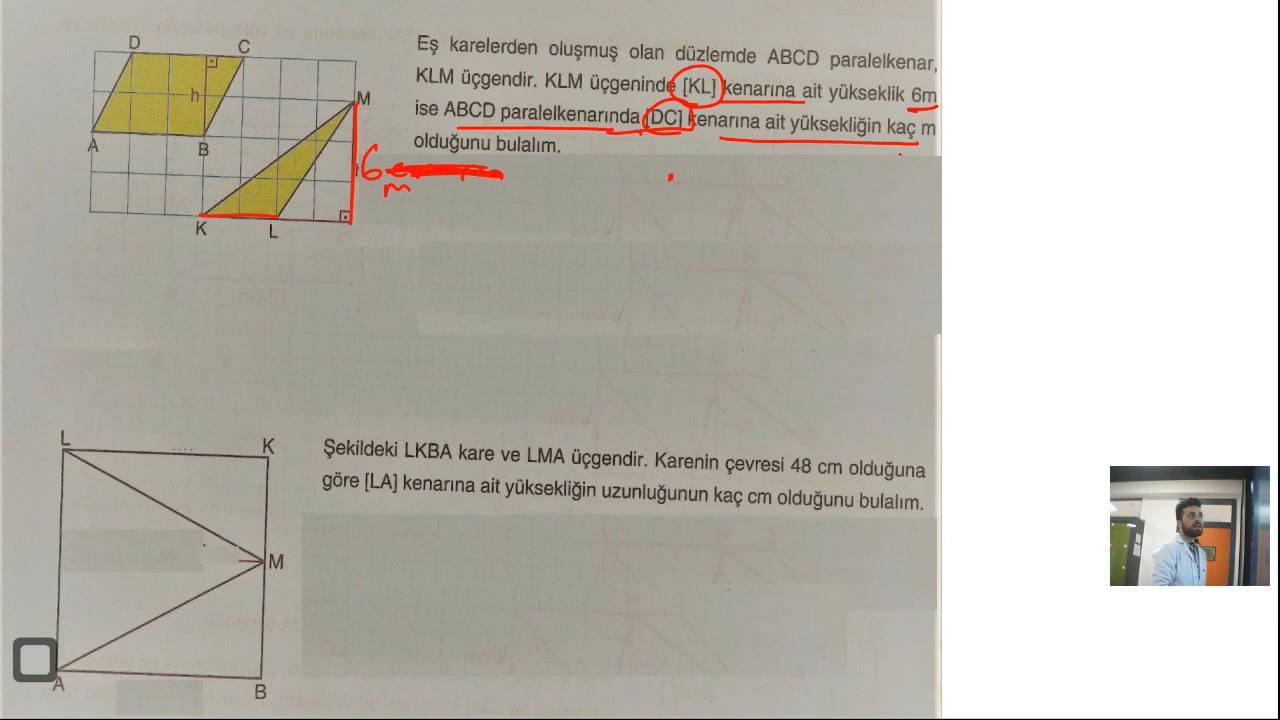 D
C
h
M
A
B
6
m
K
L
Eş karelerden oluşmuş olan düzlemde ABCD paralelkenar,
KLM üçgendir. KLM üçgeninde [KL] kenarına ait yükseklik 6m
ise ABCD paralelkenarında [DC] kenarına ait yüksekliğin kaç m
olduğunu bulalım.
L
K
M
A
B
Şekildeki LKBA kare ve LMA üçgendir. Karenin çevresi 48 cm olduğuna
göre [LA] kenarına ait yüksekliğin uzunluğunun kaç cm olduğunu bulalım.